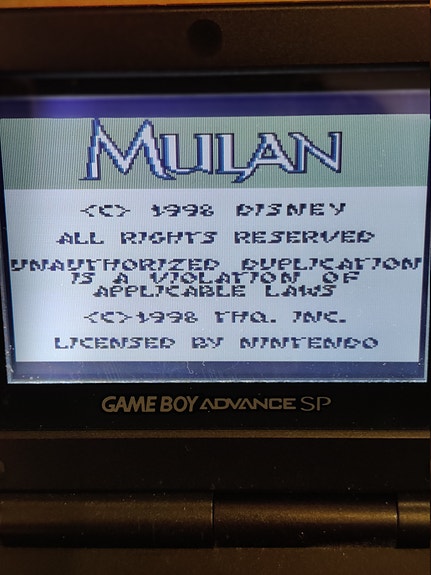 MULAN
<C> 1998 DISNEY
ALL RIGHTS RESERVED
UNAUTHORIZED DUPLICATION
IS A VIOLATION OF
APPLICABLE LAWS
<C>1998 THQ. INC.
LICENSED BY NINTENDO
GAME BOY ADVANCE SP